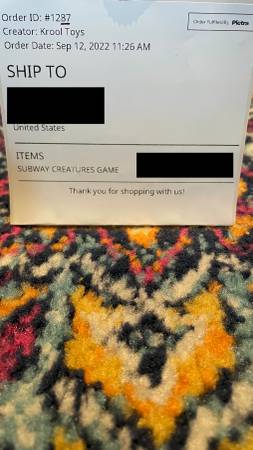 Order ID: #1287
Order Fulfilled By Pietra
Creator: Krool Toys
Order Date: Sep 12, 2022 11:26 AM
SHIP TO
United States
ITEMS
SUBWAY CREATURES GAME
Thank you for shopping with us!